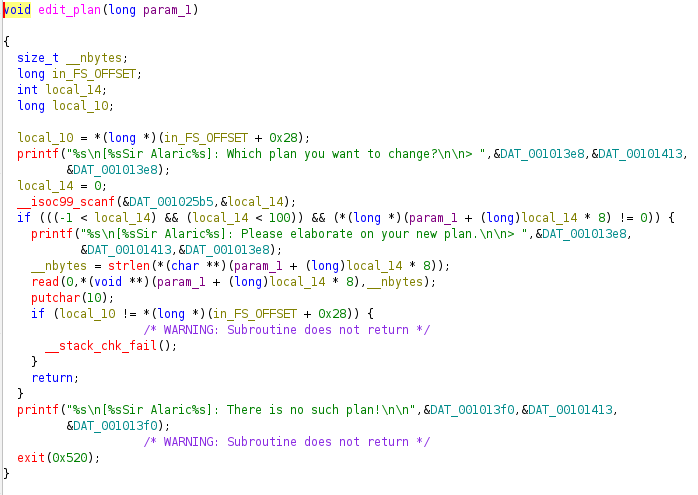 void edit_plan(long param_1)
{
size_t __nbytes;
long in_FS_OFFSET;
int local_14;
long local_10;
local_10 = *(long *)(in_FS_OFFSET + 0x28);
printf("%s\n[%sSir Alaric%s]: Which plan you want to change?\n\n> ",&DAT_001013e8,&DAT_00101413,
&DAT_001013e8);
local_14 = 0;
__isoc99_scanf(&DAT_001025b5,&local_14);
if (((-1 < local_14) && (local_14 < 100)) && (*(long *)(param_1 + (long)local_14 * 8) != 0)) {
printf("%s\n[%sSir Alaric%s]: Please elaborate on your new plan.\n\n> ",&DAT_001013e8,
&DAT_00101413,&DAT_001013e8);
__nbytes = strlen(*(char **)(param_1 + (long)local_14 * 8));
read(0,*(void **)(param_1 + (long)local_14 * 8),__nbytes);
putchar(10);
if (local_10 != *(long *)(in_FS_OFFSET + 0x28)) {
/* WARNING: Subroutine does not return */
__stack_chk_fail();
}
return;
}
printf("%s\n[%sSir Alaric%s]: There is no such plan!\n\n",&DAT_001013f0,&DAT_00101413,
&DAT_001013f0);
/* WARNING: Subroutine does not return */
exit(0x520);
}